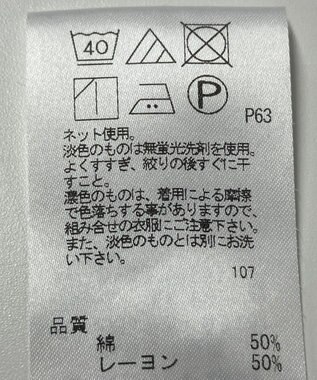 40
P
P63
ネット使用。
淡色のものは無蛍光洗剤を使用。
よくすすぎ、絞りの後すぐに干
すこと。
濃色のものは、着用による摩擦
で色落ちする事がありますので、
組み合せの衣服にご注意下さい。
また、淡色のものとは別にお洗
い下さい。
107
品質
綿 50%
レーヨン 50%